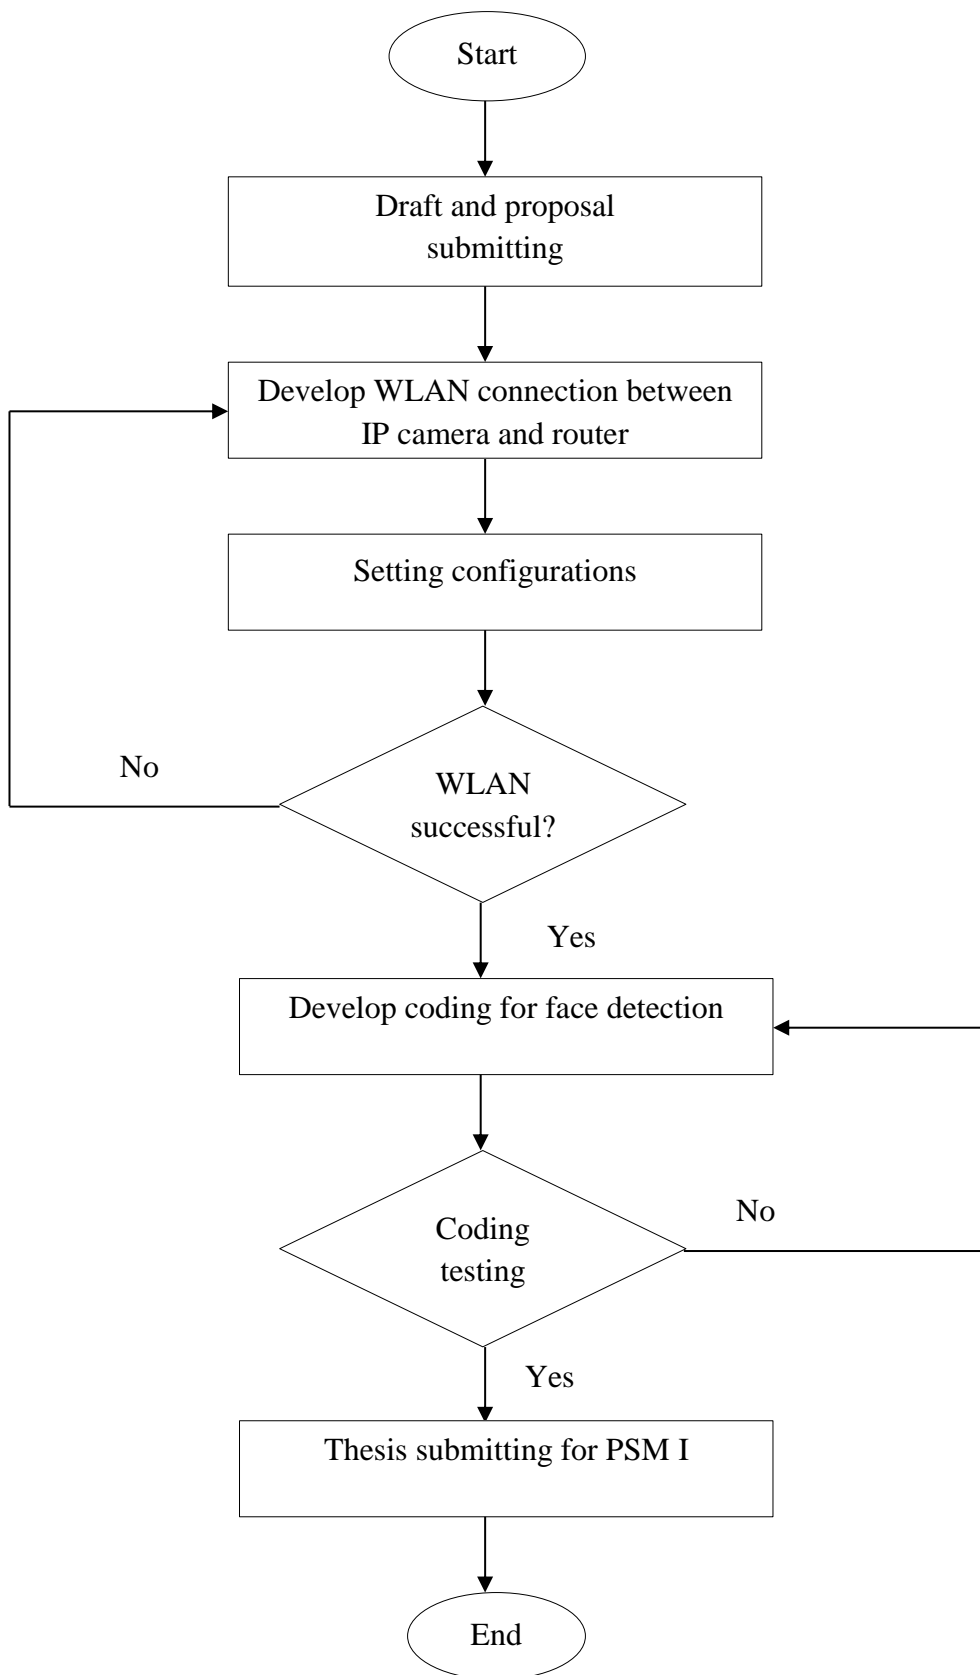 Start
Draft and proposal
submitting
Develop WLAN connection between
IP camera and router
Setting configurations
No
WLAN
successful?
Yes
Develop coding for face detection
Coding
testing
No
Yes
Thesis submitting for PSM I
End